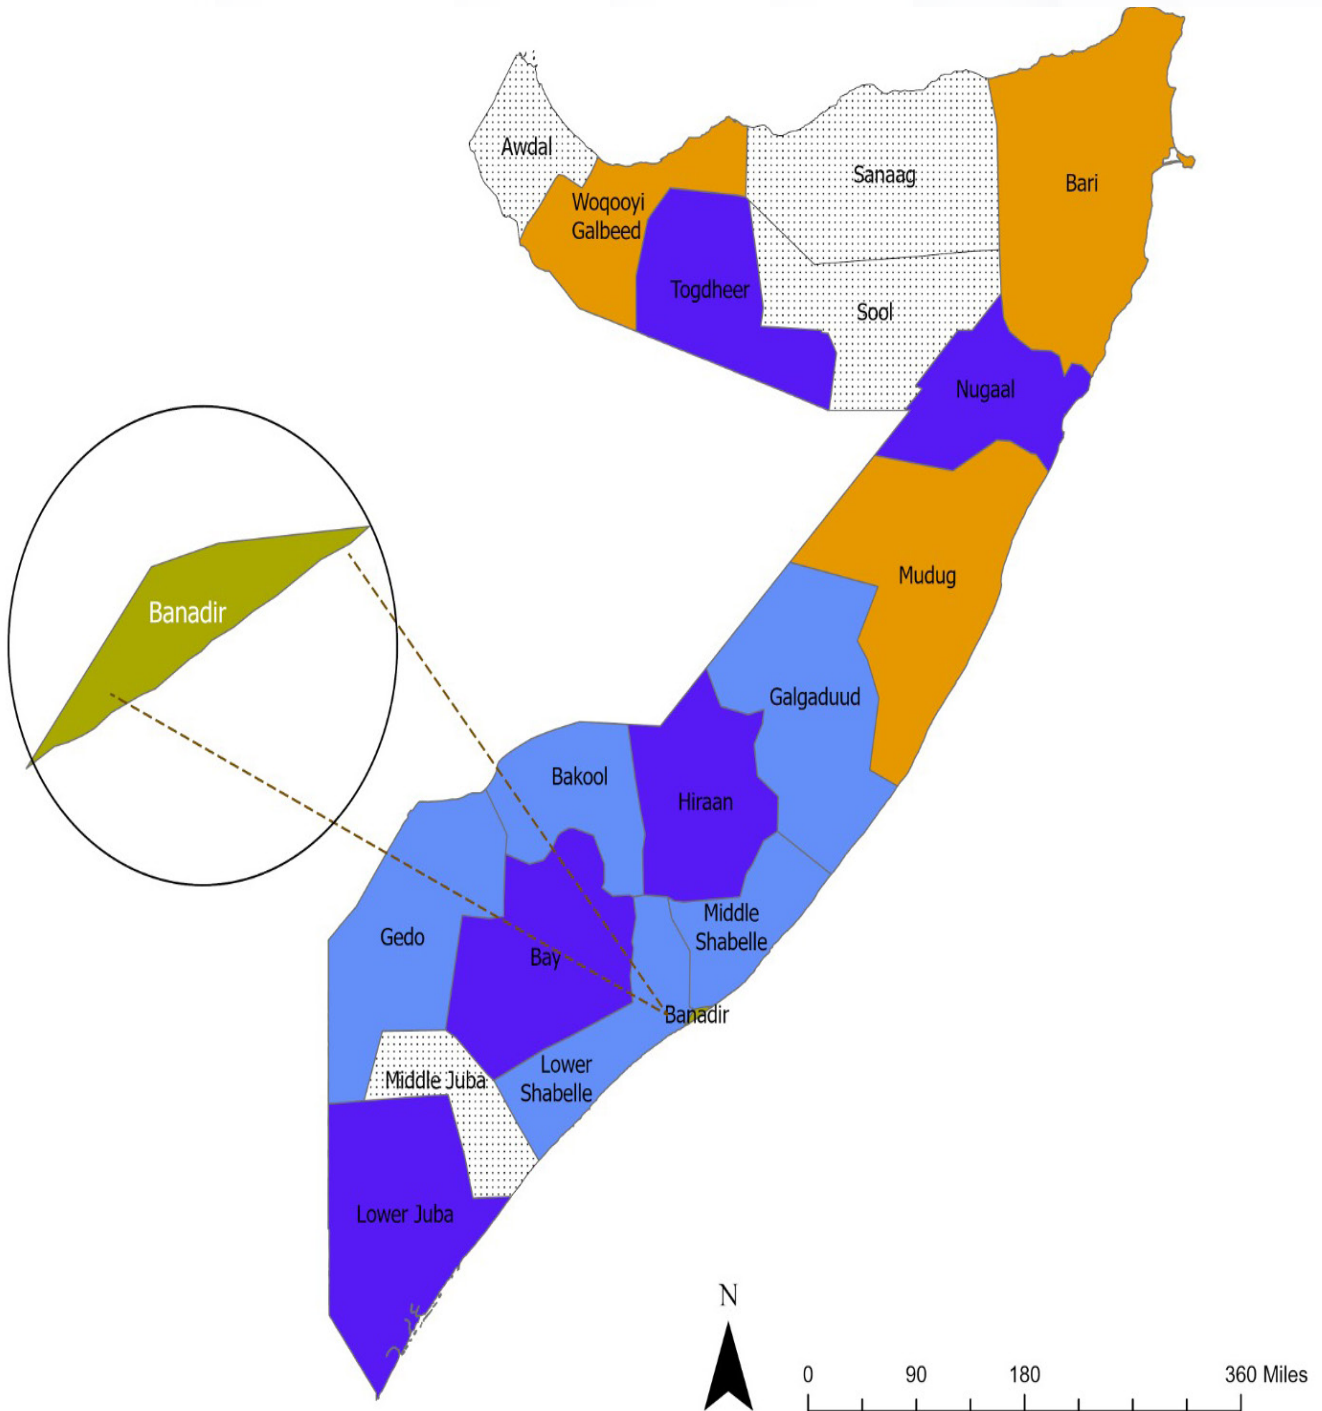 Awdal
Sanaag
Bari
Woqooyi
Galbeed
Togdheer
Sool
Nugaal
Mudug
Banadir
Galgaduud
Bakool
Hiraan
Middle
Shabelle
Gedo
Bay
Banadir
Lower
Shabelle
Middle Juba
Lower Juba
N
0 90 180 360 Miles